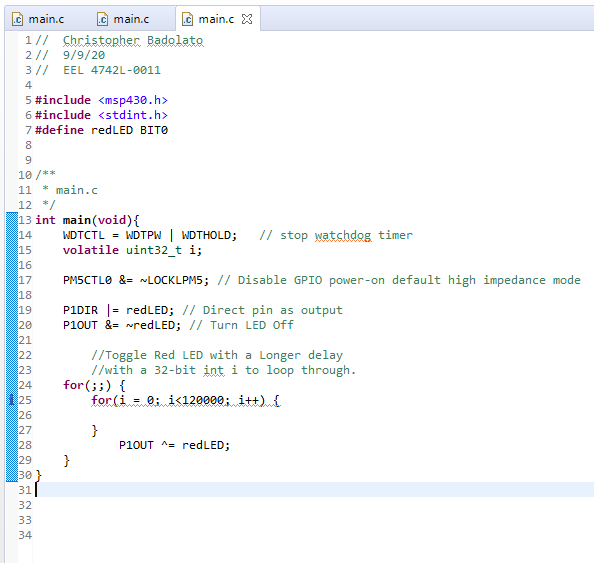 main.c main.c main.c
1 // Christopher Badolato
2 // 9/9/20
3 // EEL 4742L-0011
4
5 #include <msp430.h>
6 #include <stdint.h>
7 #define redLED BIT0
8
9
10 /**
11  * main.c
12  */
13 int main(void){
14     WDTCTL = WDTPW | WDTHOLD;   // stop watchdog timer
15     volatile uint32_t i;
16
17     PM5CTL0 &= ~LOCKLPM5; // Disable GPIO power-on default high impedance mode
18
19     P1DIR |= redLED; // Direct pin as output
20     P1OUT &= ~redLED; // Turn LED Off
21
22         //Toggle Red LED with a Longer delay
23         //with a 32-bit int i to loop through.
24     for(;;) {
i 25         for(i = 0; i<120000; i++) {
26
27         }
28             P1OUT ^= redLED;
29     }
30 }
31
32
33
34